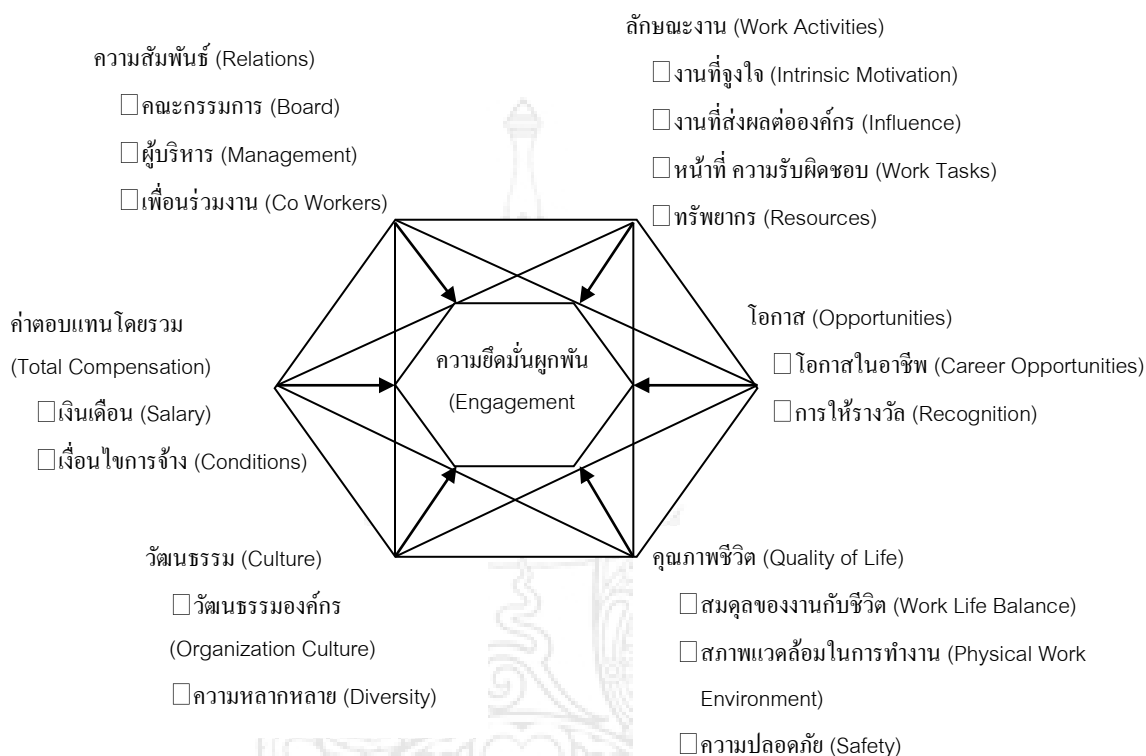 ความสัมพันธ์ (Relations)
คณะกรรมการ (Board)
ผู้บริหาร (Management)
เพื่อนร่วมงาน (Co Workers)
ลักษณะงาน (Work Activities)
งานที่จูงใจ (Intrinsic Motivation)
งานที่ส่งผลต่อองค์กร (Influence)
หน้าที่ ความรับผิดชอบ (Work Tasks)
ทรัพยากร (Resources)
ค่าตอบแทนโดยรวม
(Total Compensation)
เงินเดือน (Salary)
เงื่อนไขการจ้าง (Conditions)
ความยึดมั่นผูกพัน
(Engagement
โอกาส (Opportunities)
โอกาสในอาชีพ (Career Opportunities)
การให้รางวัล (Recognition)
วัฒนธรรม (Culture)
วัฒนธรรมองค์กร
(Organization Culture)
ความหลากหลาย (Diversity)
คุณภาพชีวิต (Quality of Life)
สมดุลของงานกับชีวิต (Work Life Balance)
สภาพแวดล้อมในการทำงาน (Physical Work
Environment)
ความปลอดภัย (Safety)